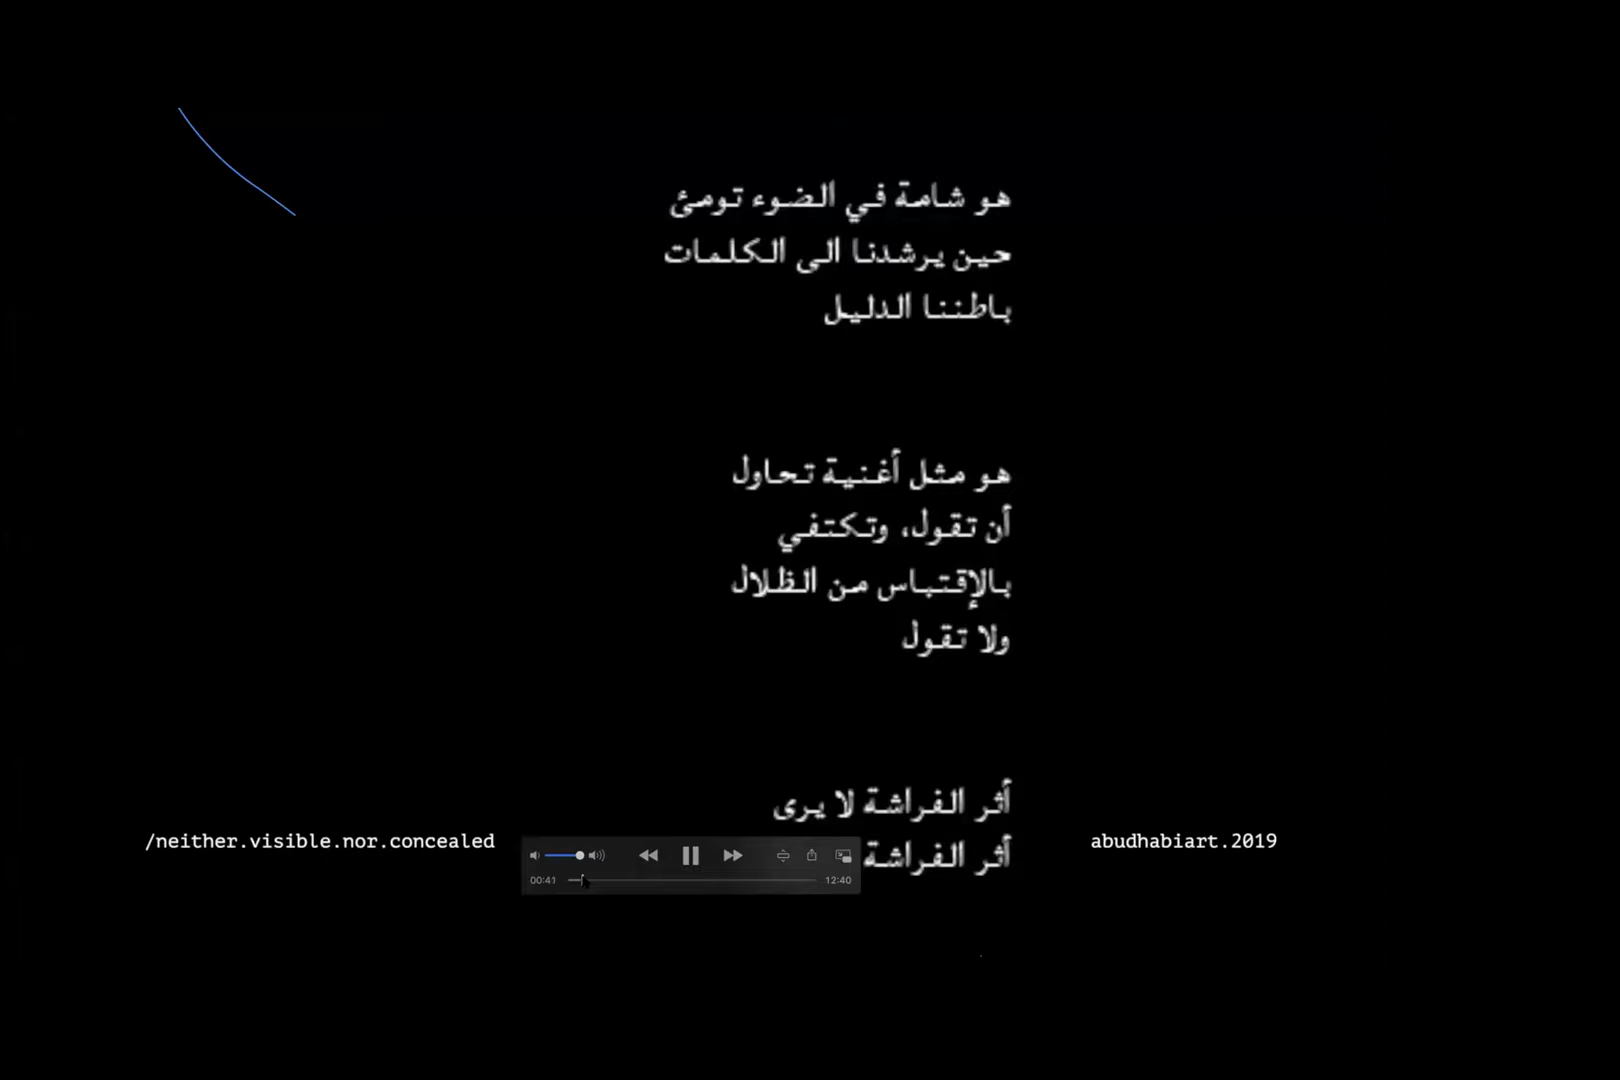 هو شامة في الضوء تومئ
حين يرشدنا الى الكلمات
باطننا الدليل
هو مثل أغنية تحاول
أن تقول، وتكتفي
بالإقتباس من الظلال
ولا تقول
أثر الفراشة لا يرى
أثر الفراشة
/neither.visible.nor.concealed
abudhabiart.2019
00:41
12:40